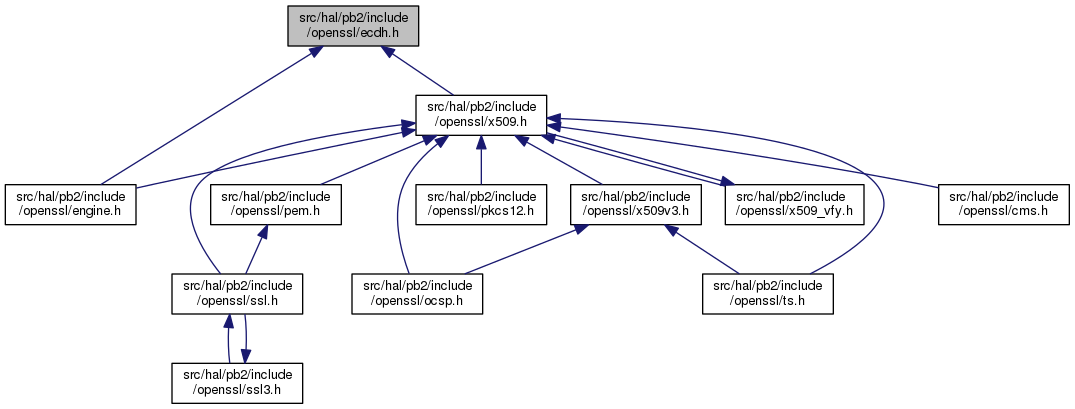 src/hal/pb2/include
/openssl/ecdh.h
src/hal/pb2/include
/openssl/x509.h
src/hal/pb2/include
/openssl/engine.h
src/hal/pb2/include
/openssl/pem.h
src/hal/pb2/include
/openssl/pkcs12.h
src/hal/pb2/include
/openssl/x509v3.h
src/hal/pb2/include
/openssl/x509_vfy.h
src/hal/pb2/include
/openssl/cms.h
src/hal/pb2/include
/openssl/ssl.h
src/hal/pb2/include
/openssl/ocsp.h
src/hal/pb2/include
/openssl/ts.h
src/hal/pb2/include
/openssl/ssl3.h